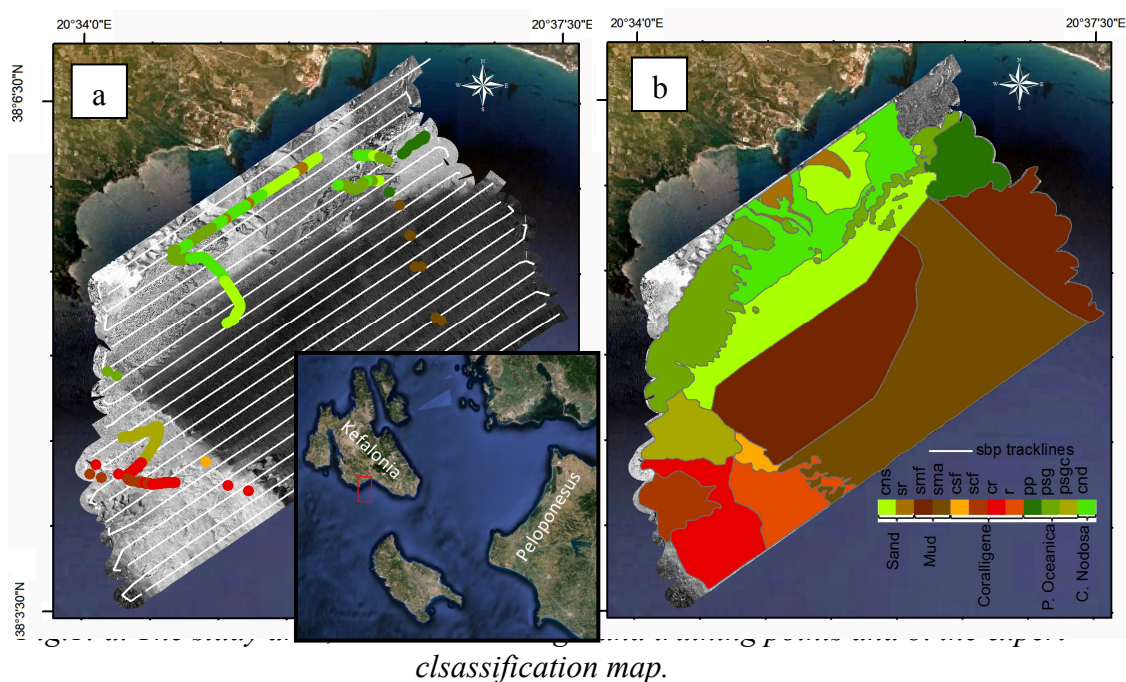 20°34'0"E
20°37'30"E
20°34'0"E
20°37'30"E
38°6'30"N
a
N
W E
S
b
N
W E
S
Kefalonia
Peloponesus
sbp tracklines
cns
sr
smf
sma
csf
scf
cr
r
pp
psg
psgc
cnd
Sand
Mud
Coralligene
P. Oceanica
C. Nodosa
38°3'30"N
clsassification map.